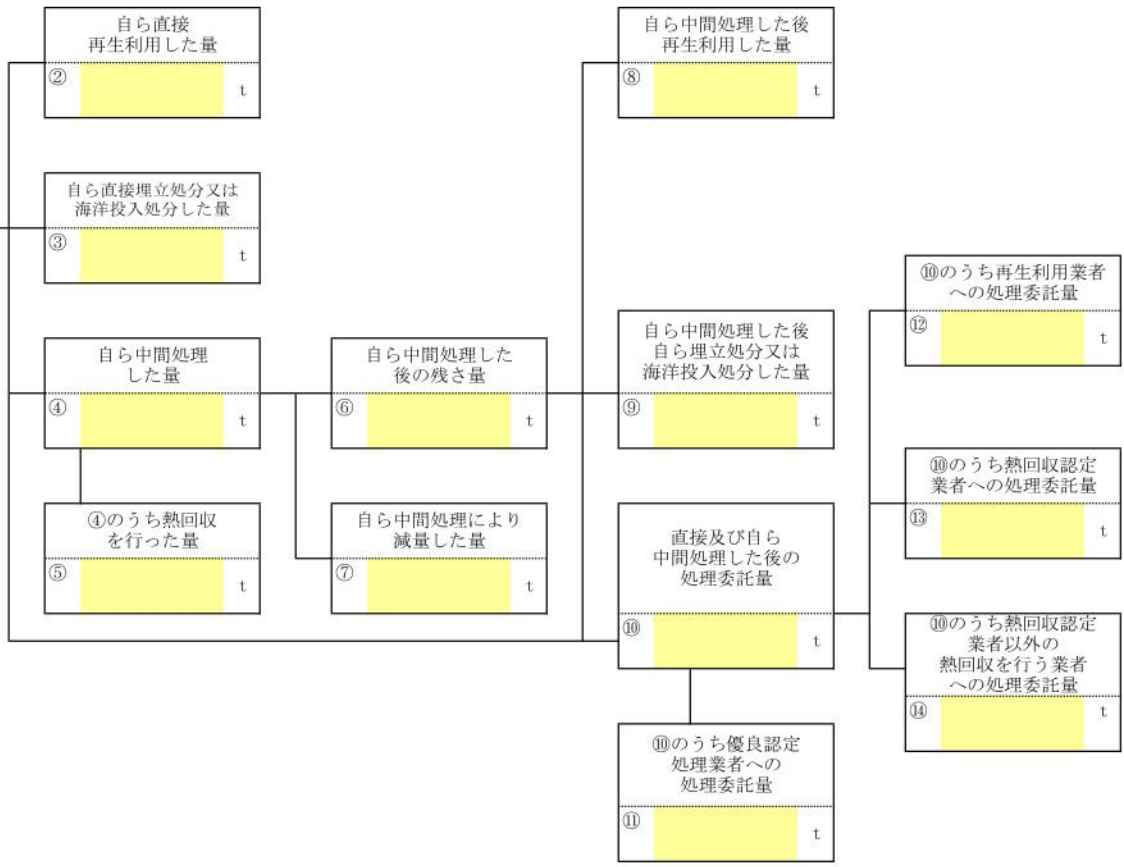 自ら直接
再生利用した量
②
t
自ら中間処理した後
再生利用した量
⑧
t
自ら直接埋立処分又は
海洋投入処分した量
③
t
⑩のうち再生利用業者
への処理委託量
⑫
t
自ら中間処理
した量
④
t
自ら中間処理した
後の残さ量
⑥
t
自ら中間処理した後
自ら埋立処分又は
海洋投入処分した量
⑨
t
⑩のうち熱回収認定
業者への処理委託量
⑬
t
④のうち熱回収
を行った量
⑤
t
自ら中間処理により
減量した量
⑦
t
直接及び自ら
中間処理した後の
処理委託量
⑩
t
⑩のうち熱回収認定
業者以外の
熱回収を行う業者
への処理委託量
⑭
t
⑩のうち優良認定
処理業者への
処理委託量
⑪
t